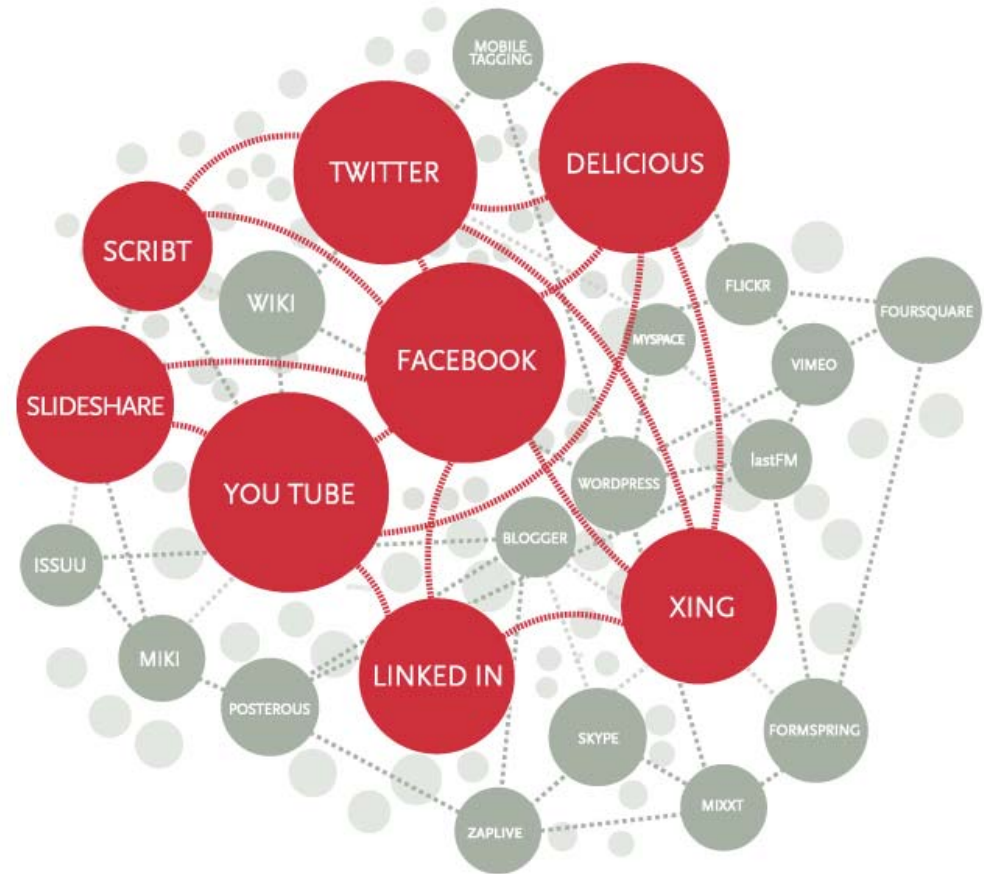 MOBILE
TAGGING
TWITTER
DELICIOUS
SCRIBT
WIKI
FLICKR
FOURSQUARE
MYSPACE
FACEBOOK
VIMEO
SLIDESHARE
YOU TUBE
WORDPRESS
lastFM
BLOGGER
ISSUU
XING
MIKI
LINKED IN
POSTEROUS
SKYPE
FORMSPRING
MIXXT
ZAPLIVE